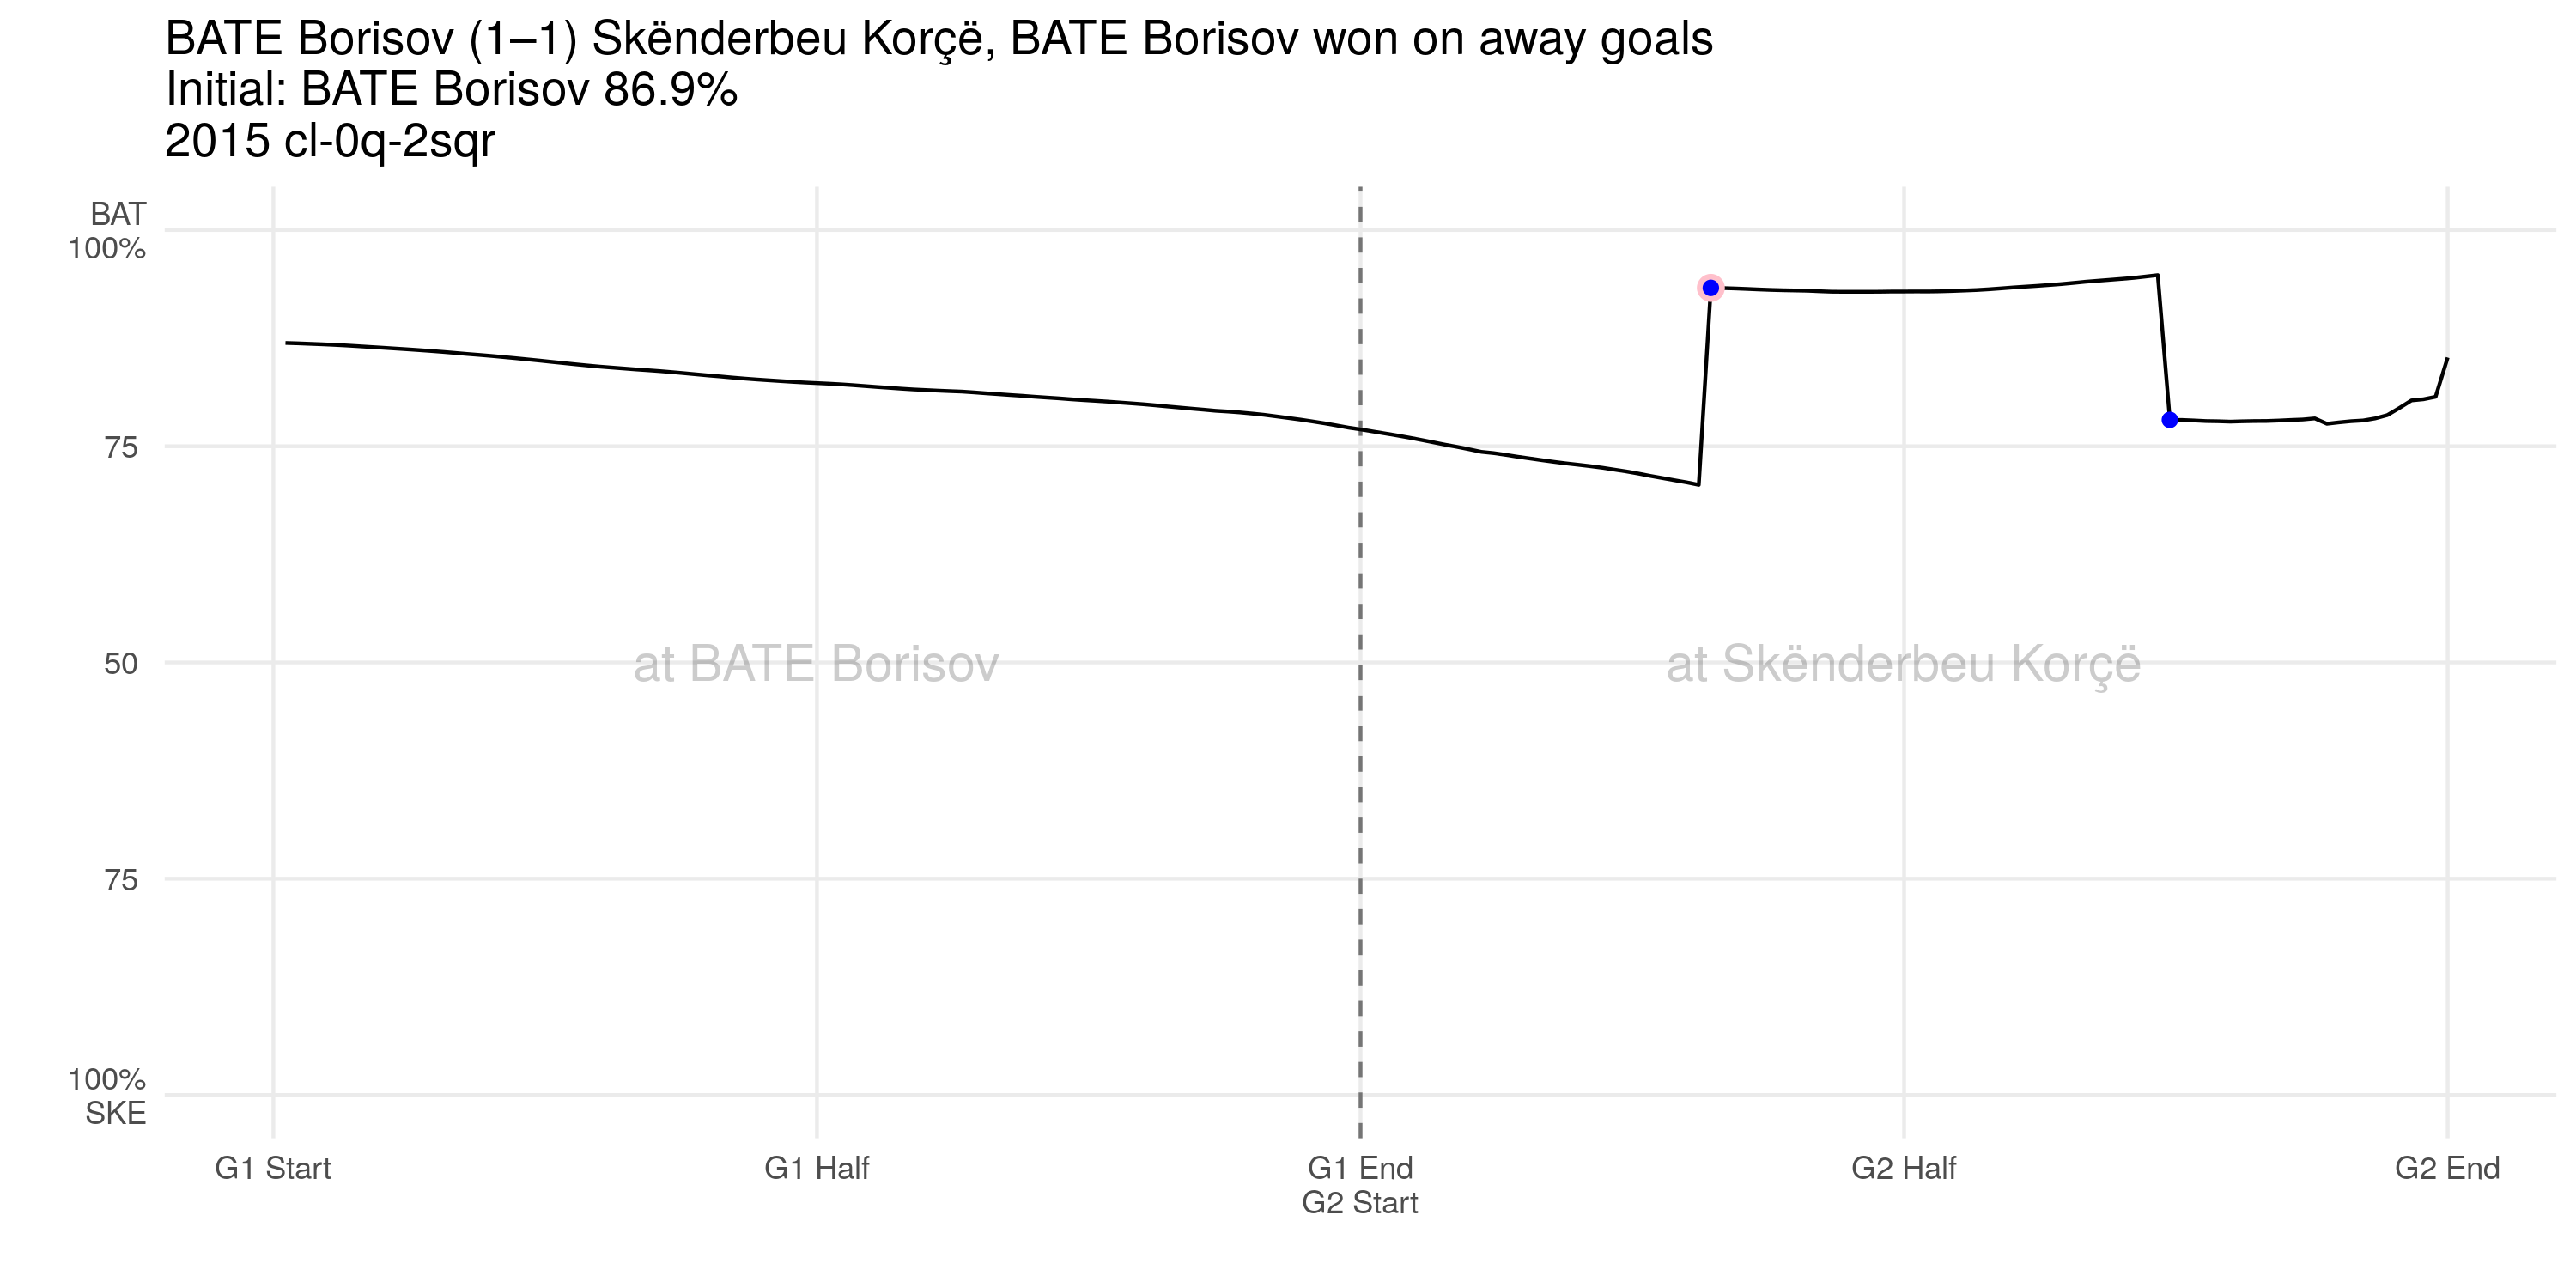 BATE Borisov (1–1) Skënderbeu Korçë, BATE Borisov won on away goals
Initial: BATE Borisov 86.9%
2015 cl-0q-2sqr
BAT
100%
75
50
75
100%
SKE
at BATE Borisov
at Skënderbeu Korçë
G1 Start
G1 Half
G1 End
G2 Start
G2 Half
G2 End